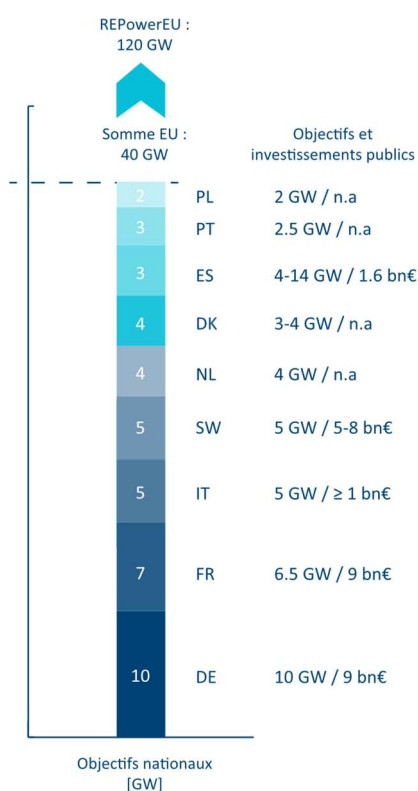 REPowerEU :
120 GW
Somme EU :
40 GW
Objectifs et
investissements publics
2 PL 2 GW / n.a
3 PT 2.5 GW / n.a
3 ES 4-14 GW / 1.6 bn€
4 DK 3-4 GW / n.a
4 NL 4 GW / n.a
5 SW 5 GW / 5-8 bn€
5 IT 5 GW / ≥ 1 bn€
7 FR 6.5 GW / 9 bn€
10 DE 10 GW / 9 bn€
Objectifs nationaux
[GW]